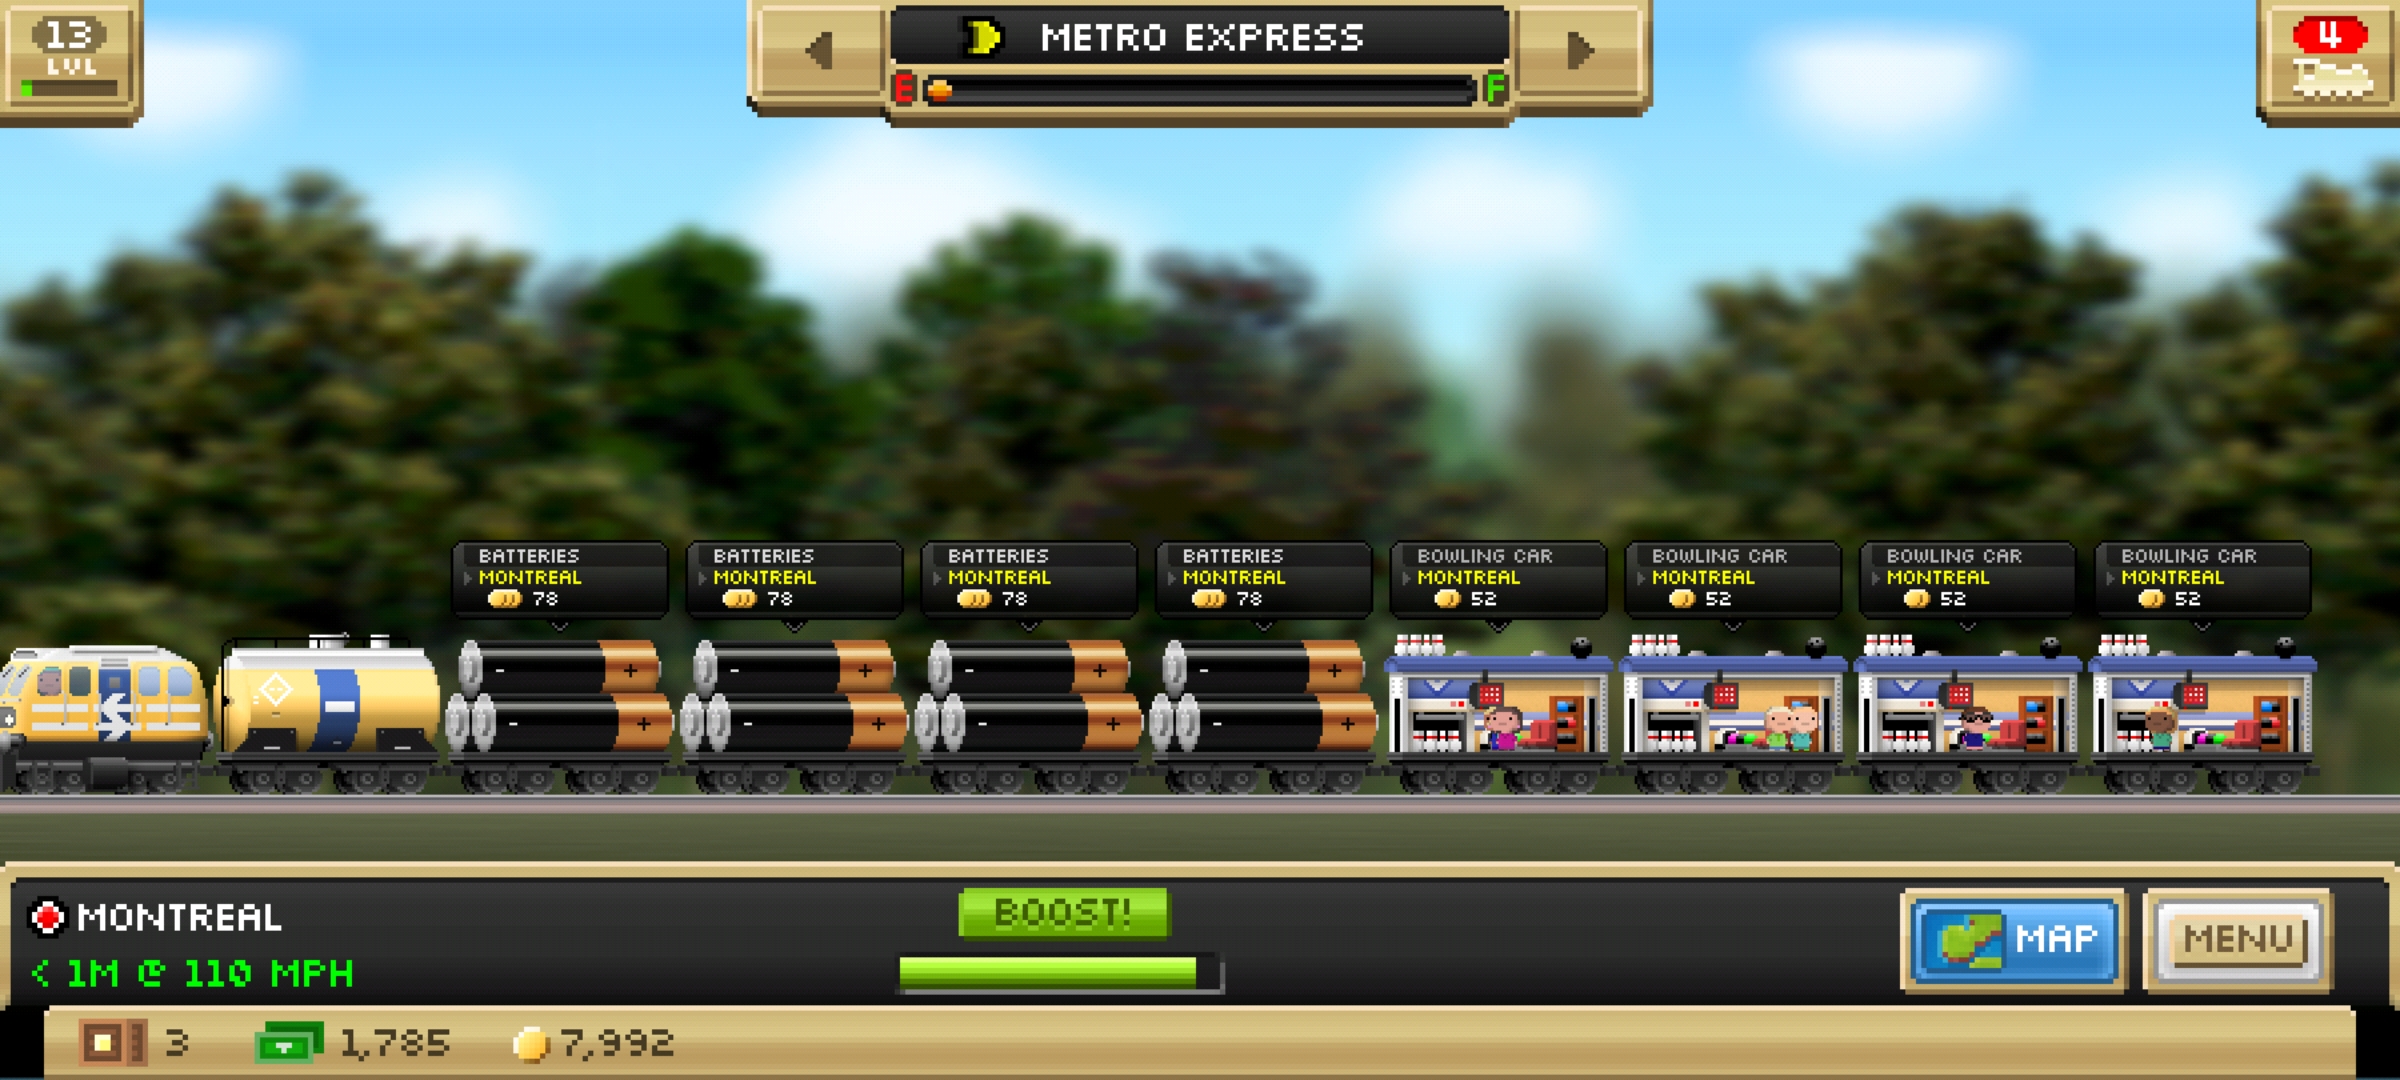 13
LVL
METRO EXPRESS
E F
4
BATTERIES
MONTREAL
78
BATTERIES
MONTREAL
78
BATTERIES
MONTREAL
78
BATTERIES
MONTREAL
78
BOWLING CAR
MONTREAL
52
BOWLING CAR
MONTREAL
52
BOWLING CAR
MONTREAL
52
BOWLING CAR
MONTREAL
52
- +
- +
- +
- +
- +
- +
- +
- +
MONTREAL
< 1M @ 110 MPH
BOOST!
MAP
MENU
3
1,785
7,992